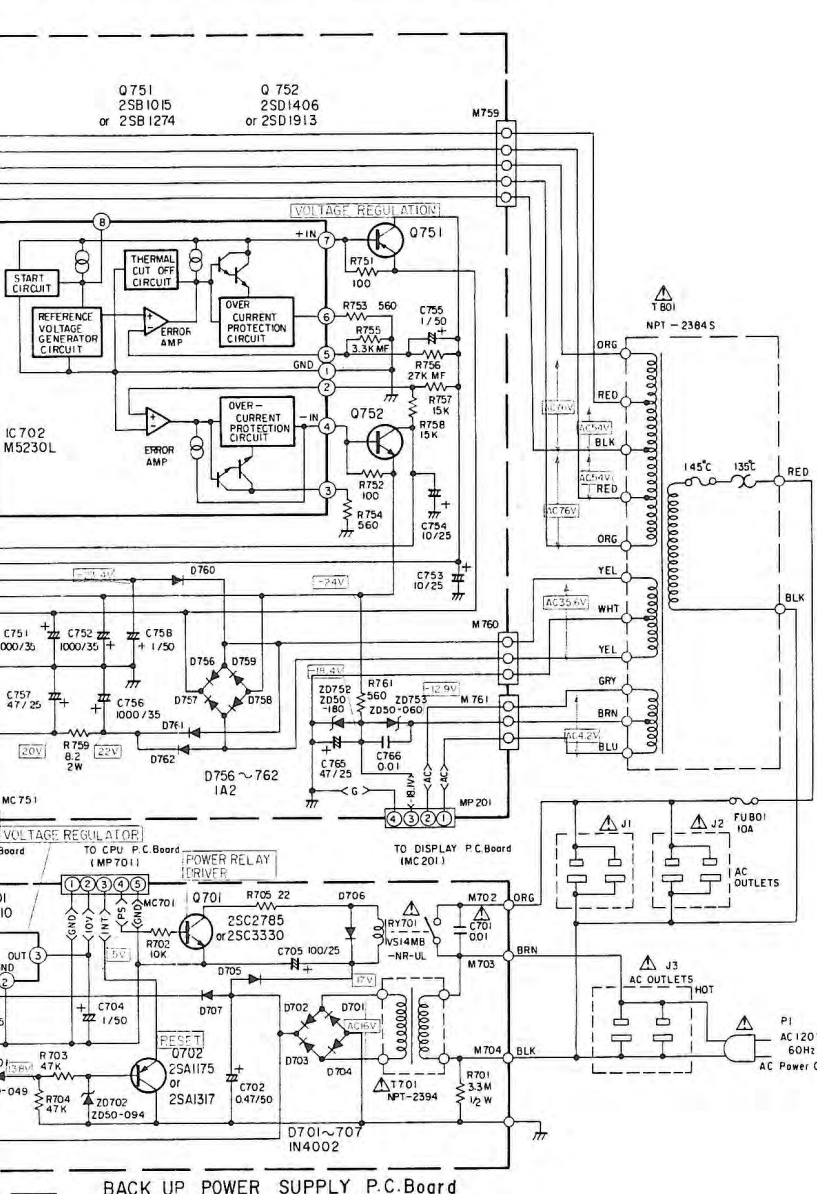 Q751
2SB1015
or 2SB1274
Q 752
2SD1406
or 2SD1913
M759
VOLTAGE REGULATION
8
+IN
7
Q751
START
CIRCUIT
THERMAL
CUT OFF
CIRCUIT
R751
100
REFERENCE
VOLTAGE
GENERATOR
CIRCUIT
+
-
ERROR
AMP
OVER
CURRENT
PROTECTION
CIRCUIT
6
R753 560
R755
3.3K MF
C755
1/50
+
5
GND
1
2
R756
27K MF
R757
15K
R758
15K
IC702
M5230L
+
-
ERROR
AMP
OVER-
CURRENT
PROTECTION
CIRCUIT
-IN
4
Q752
3
R752
100
R754
560
+
C754
10/25
T801
NPT-2384S
ORG
RED
BLK
RED
ORG
YEL
WHT
YEL
GRY
BRN
BLU
AC76V
AC54V
AC54V
AC76V
AC35.6V
AC4.2V
145°C
135°C
RED
BLK
D760
-24V
C753
10/25
+
M760
C751
1000/35
+
C752
1000/35
+
C758
+ 1/50
D756
D759
D757
D758
-18.4V
ZD752
ZD50
-180
R761
560
ZD753
ZD50-060
-12.9V
M761
C757
47/25
+
C756
1000/35
+
D761
D762
20V
R759
8.2
2W
22V
D756~762
1A2
C765
47/25
+
C766
0.01
G
-18.1V
AC
AC
4 3 2 1
MP201
MC751
TO DISPLAY P.C.Board
(MC201)
FU801
10A
J1
J2
AC
OUTLETS
VOLTAGE REGULATOR
Board
TO CPU P.C.Board
(MP701)
POWER RELAY
DRIVER
1 2 3 4 5
MC701
GND
10V
INT
PS
GND
Q701
2SC2785
or 2SC3330
R702
10K
R705 22
D706
C705 100/25
+
RY701
VS14MB
-NR-UL
C701
0.01
M702
ORG
M703
BRN
OUT
3
2
5V
D705
17V
D707
C704
1/50
+
D702
D701
AC16V
D703
D704
J3
AC OUTLETS
HOT
P1
60Hz
RESET
Q702
2SA1175
or
2SA1317
R703
47K
R704
47K
ZD702
ZD50-094
-049
C702
0.47/50
+
T701
NPT-2394
M704
BLK
R701
3.3M
1/2 W
D701~707
1N4002
BACK UP POWER SUPPLY P.C.Board